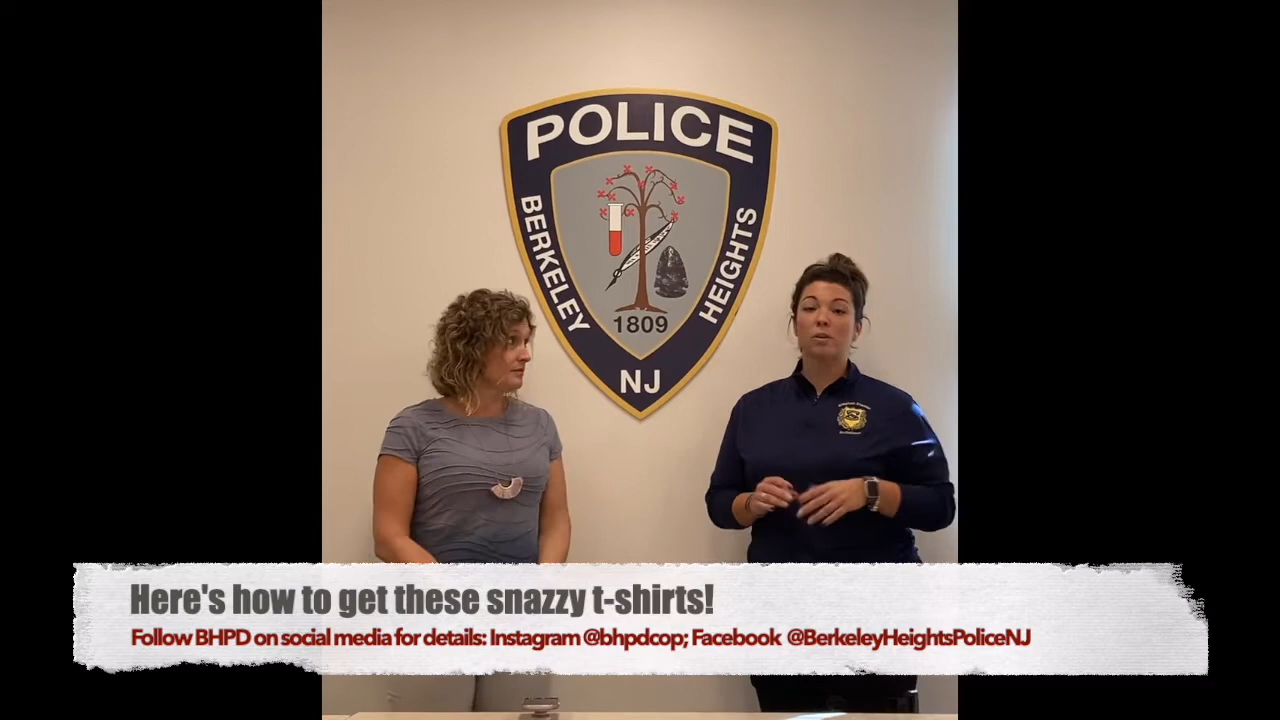 POLICE
BERKELEY
HEIGHTS
1809
NJ
Here's how to get these snazzy t-shirts!
Follow BHPD on social media for details: Instagram @bhpdcop; Facebook @BerkeleyHeightsPoliceNJ